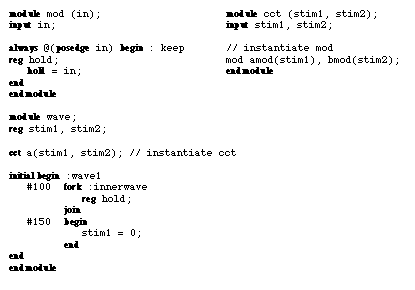 module mod (in);
input in;
always @(posedge in) begin : keep
reg hold;
hold = in;
end
endmodule
module cct (stim1, stim2);
input stim1, stim2;
// instantiate mod
mod amod(stim1), bmod(stim2);
endmodule
module wave;
reg stim1, stim2;
cct a(stim1, stim2); // instantiate cct
initial begin :wave1
#100 fork :innerwave
reg hold;
join
#150 begin
stim1 = 0;
end
end
endmodule